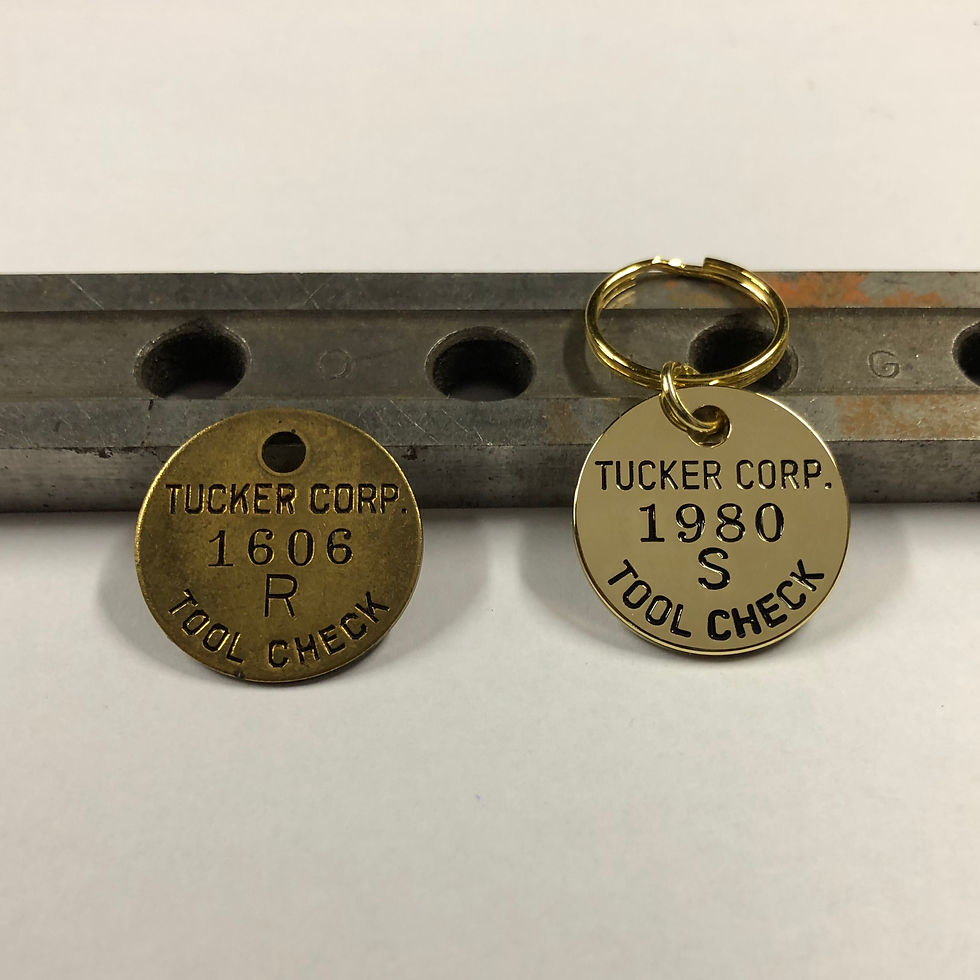 G
TUCKER CORP.
1606
R
TOOL CHECK
TUCKER CORP.
1980
S
TOOL CHECK